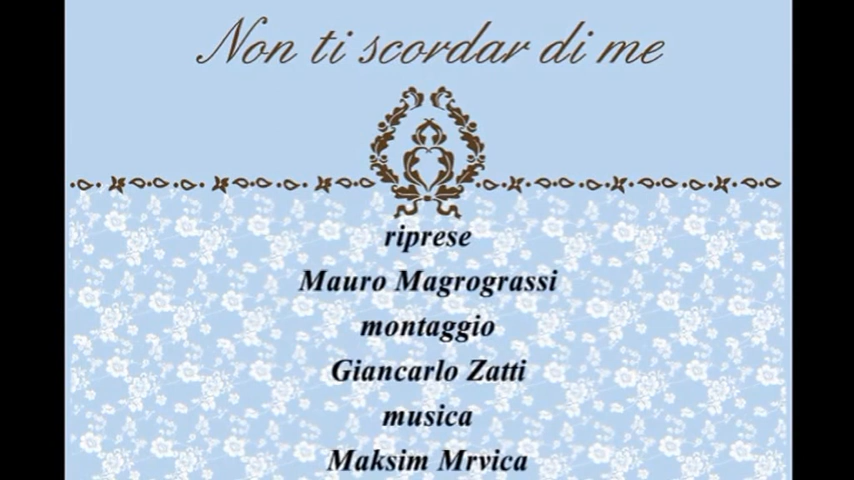 Non ti scordar di me
riprese
Mauro Magrograssi
montaggio
Giancarlo Zatti
musica
Maksim Mrvica